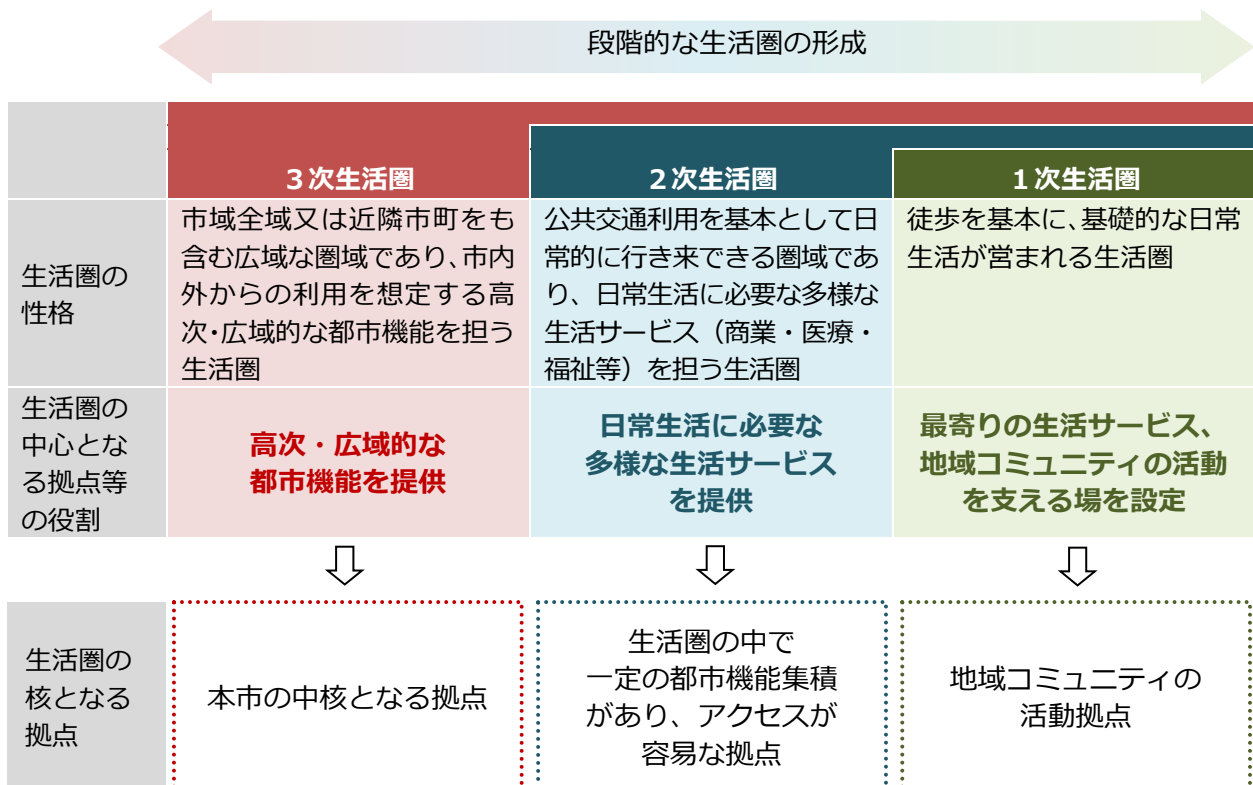 段階的な生活圏の形成
３次生活圏
２次生活圏
１次生活圏
生活圏の
性格
市域全域又は近隣市町をも
含む広域な圏域であり、市内
外からの利用を想定する高
次・広域的な都市機能を担う
生活圏
公共交通利用を基本として日
常的に行き来できる圏域であ
り、日常生活に必要な多様な
生活サービス（商業・医療・
福祉等）を担う生活圏
徒歩を基本に、基礎的な日常
生活が営まれる生活圏
生活圏の
中心とな
る拠点等
の役割
高次・広域的な
都市機能を提供
日常生活に必要な
多様な生活サービス
を提供
最寄りの生活サービス、
地域コミュニティの活動
を支える場を設定
生活圏の
核となる
拠点
本市の中核となる拠点
生活圏の中で
一定の都市機能集積
があり、アクセスが
容易な拠点
地域コミュニティの
活動拠点